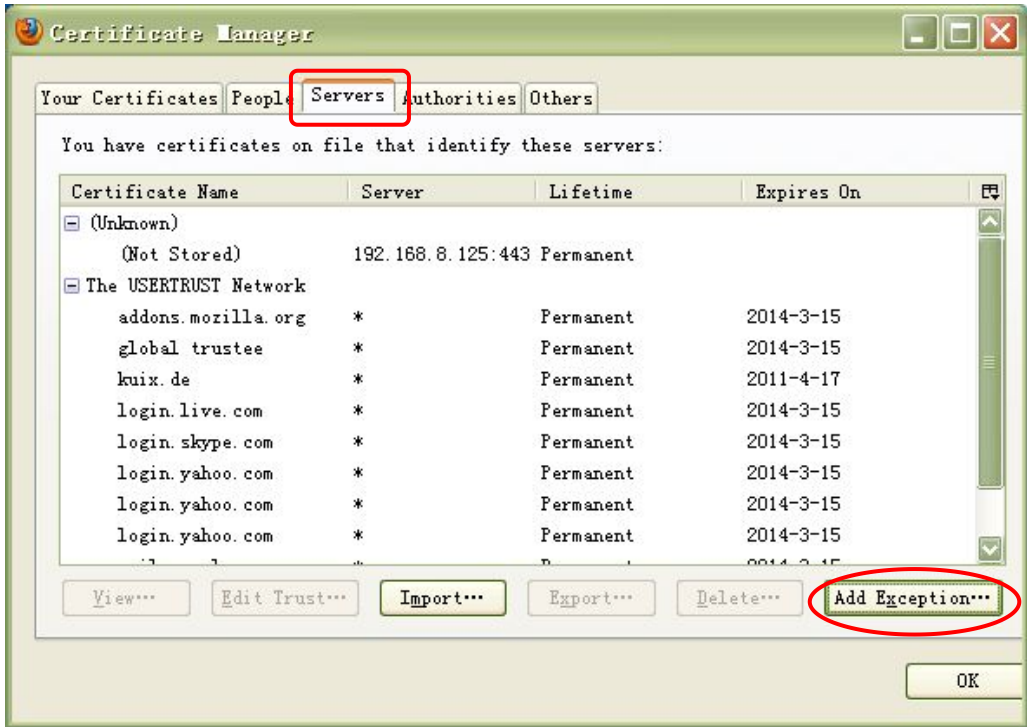 Certificate Manager
Your Certificates People Servers Authorities Others
You have certificates on file that identify these servers:
Certificate Name Server Lifetime Expires On
(Unknown)
(Not Stored) 192.168.8.125:443 Permanent
The USERTRUST Network
addons.mozilla.org * Permanent 2014-3-15
global trustee * Permanent 2014-3-15
kuix.de * Permanent 2011-4-17
login.live.com * Permanent 2014-3-15
login.skype.com * Permanent 2014-3-15
login.yahoo.com * Permanent 2014-3-15
login.yahoo.com * Permanent 2014-3-15
login.yahoo.com * Permanent 2014-3-15
View… Edit Trust… Import… Export… Delete… Add Exception…
OK